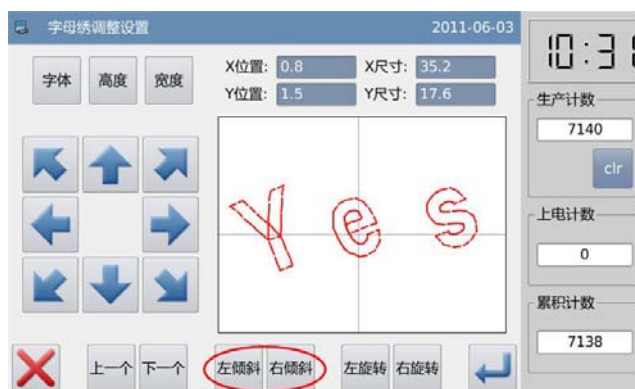 字母绣调整设置 2011-06-03
字体 高度 宽度
X位置: 0.8 X尺寸: 35.2
Y位置: 1.5 Y尺寸: 17.6
Yes
上一个 下一个 左倾斜 右倾斜 左旋转 右旋转
10:3
生产计数
7140
clr
上电计数
0
累积计数
7138